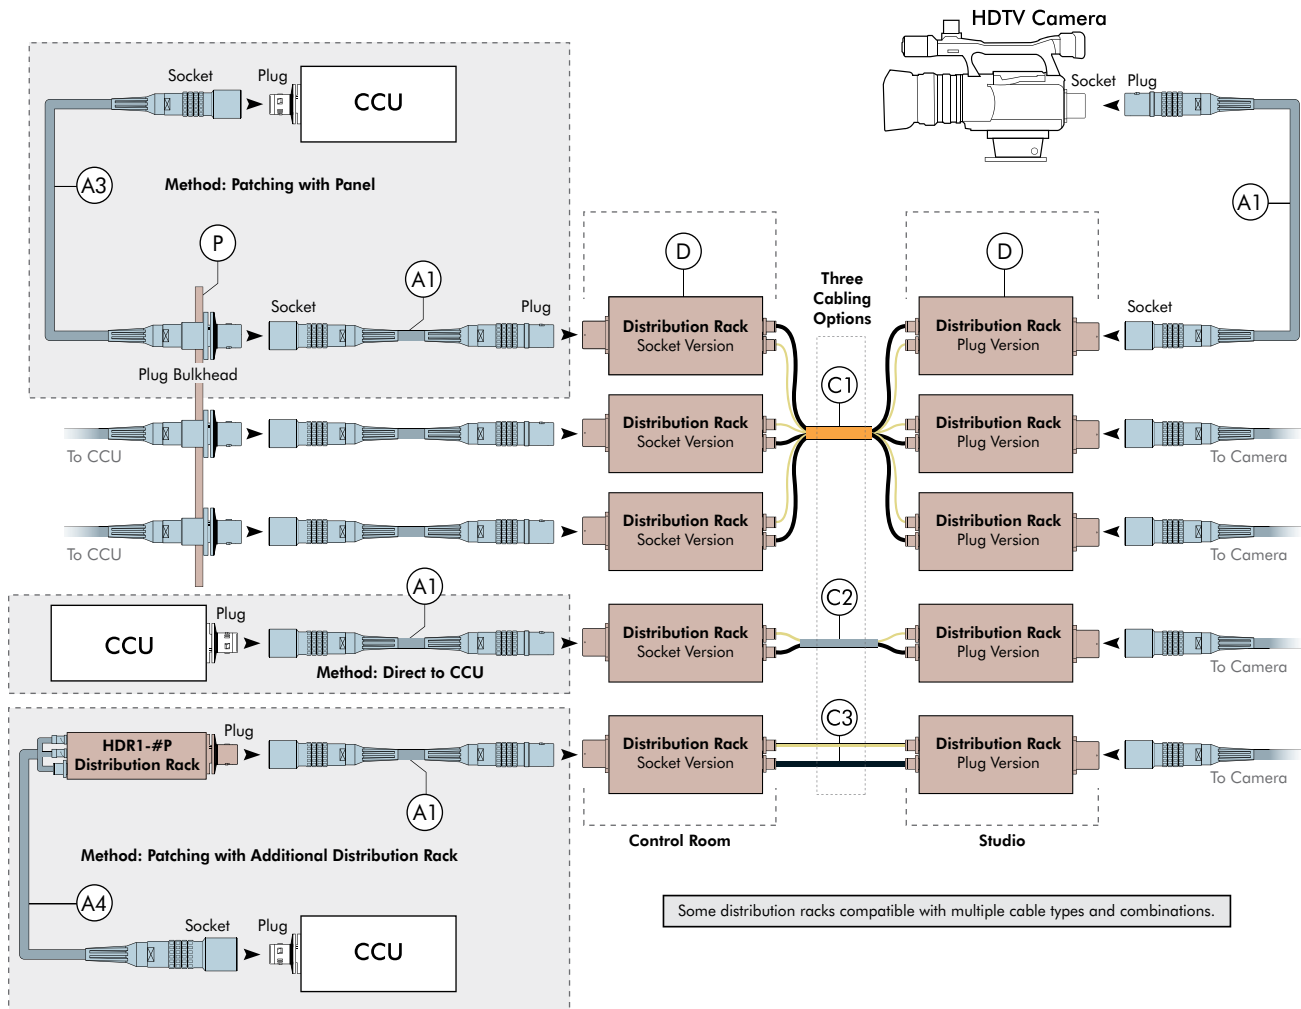 HDTV Camera
Socket
Plug
CCU
Socket
Plug
A3
Method: Patching with Panel
A1
P
D
D
A1
Three
Cabling
Options
Socket
Plug
Distribution Rack
Socket Version
Distribution Rack
Plug Version
Socket
Plug Bulkhead
C1
To CCU
Distribution Rack
Socket Version
Distribution Rack
Plug Version
To Camera
To CCU
Distribution Rack
Socket Version
Distribution Rack
Plug Version
To Camera
A1
C2
Plug
CCU
Method: Direct to CCU
Distribution Rack
Socket Version
Distribution Rack
Plug Version
To Camera
C3
Plug
HDR1-#P
Distribution Rack
A1
Distribution Rack
Socket Version
Distribution Rack
Plug Version
To Camera
Control Room
Studio
Method: Patching with Additional Distribution Rack
A4
Socket
Plug
CCU
Some distribution racks compatible with multiple cable types and combinations.